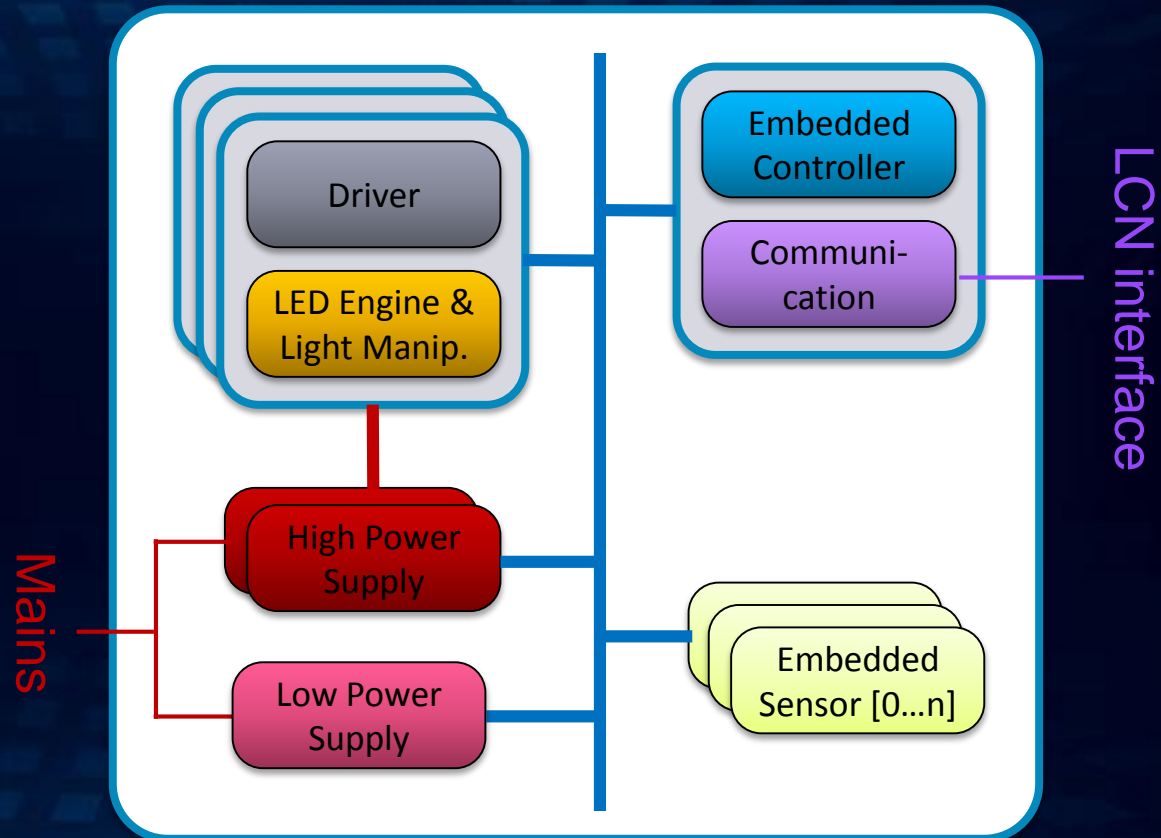 Driver
LED Engine &
Light Manip.
Embedded
Controller
Communi-
cation
LCN interface
High Power
Supply
Low Power
Supply
Mains
Embedded
Sensor [0...n]